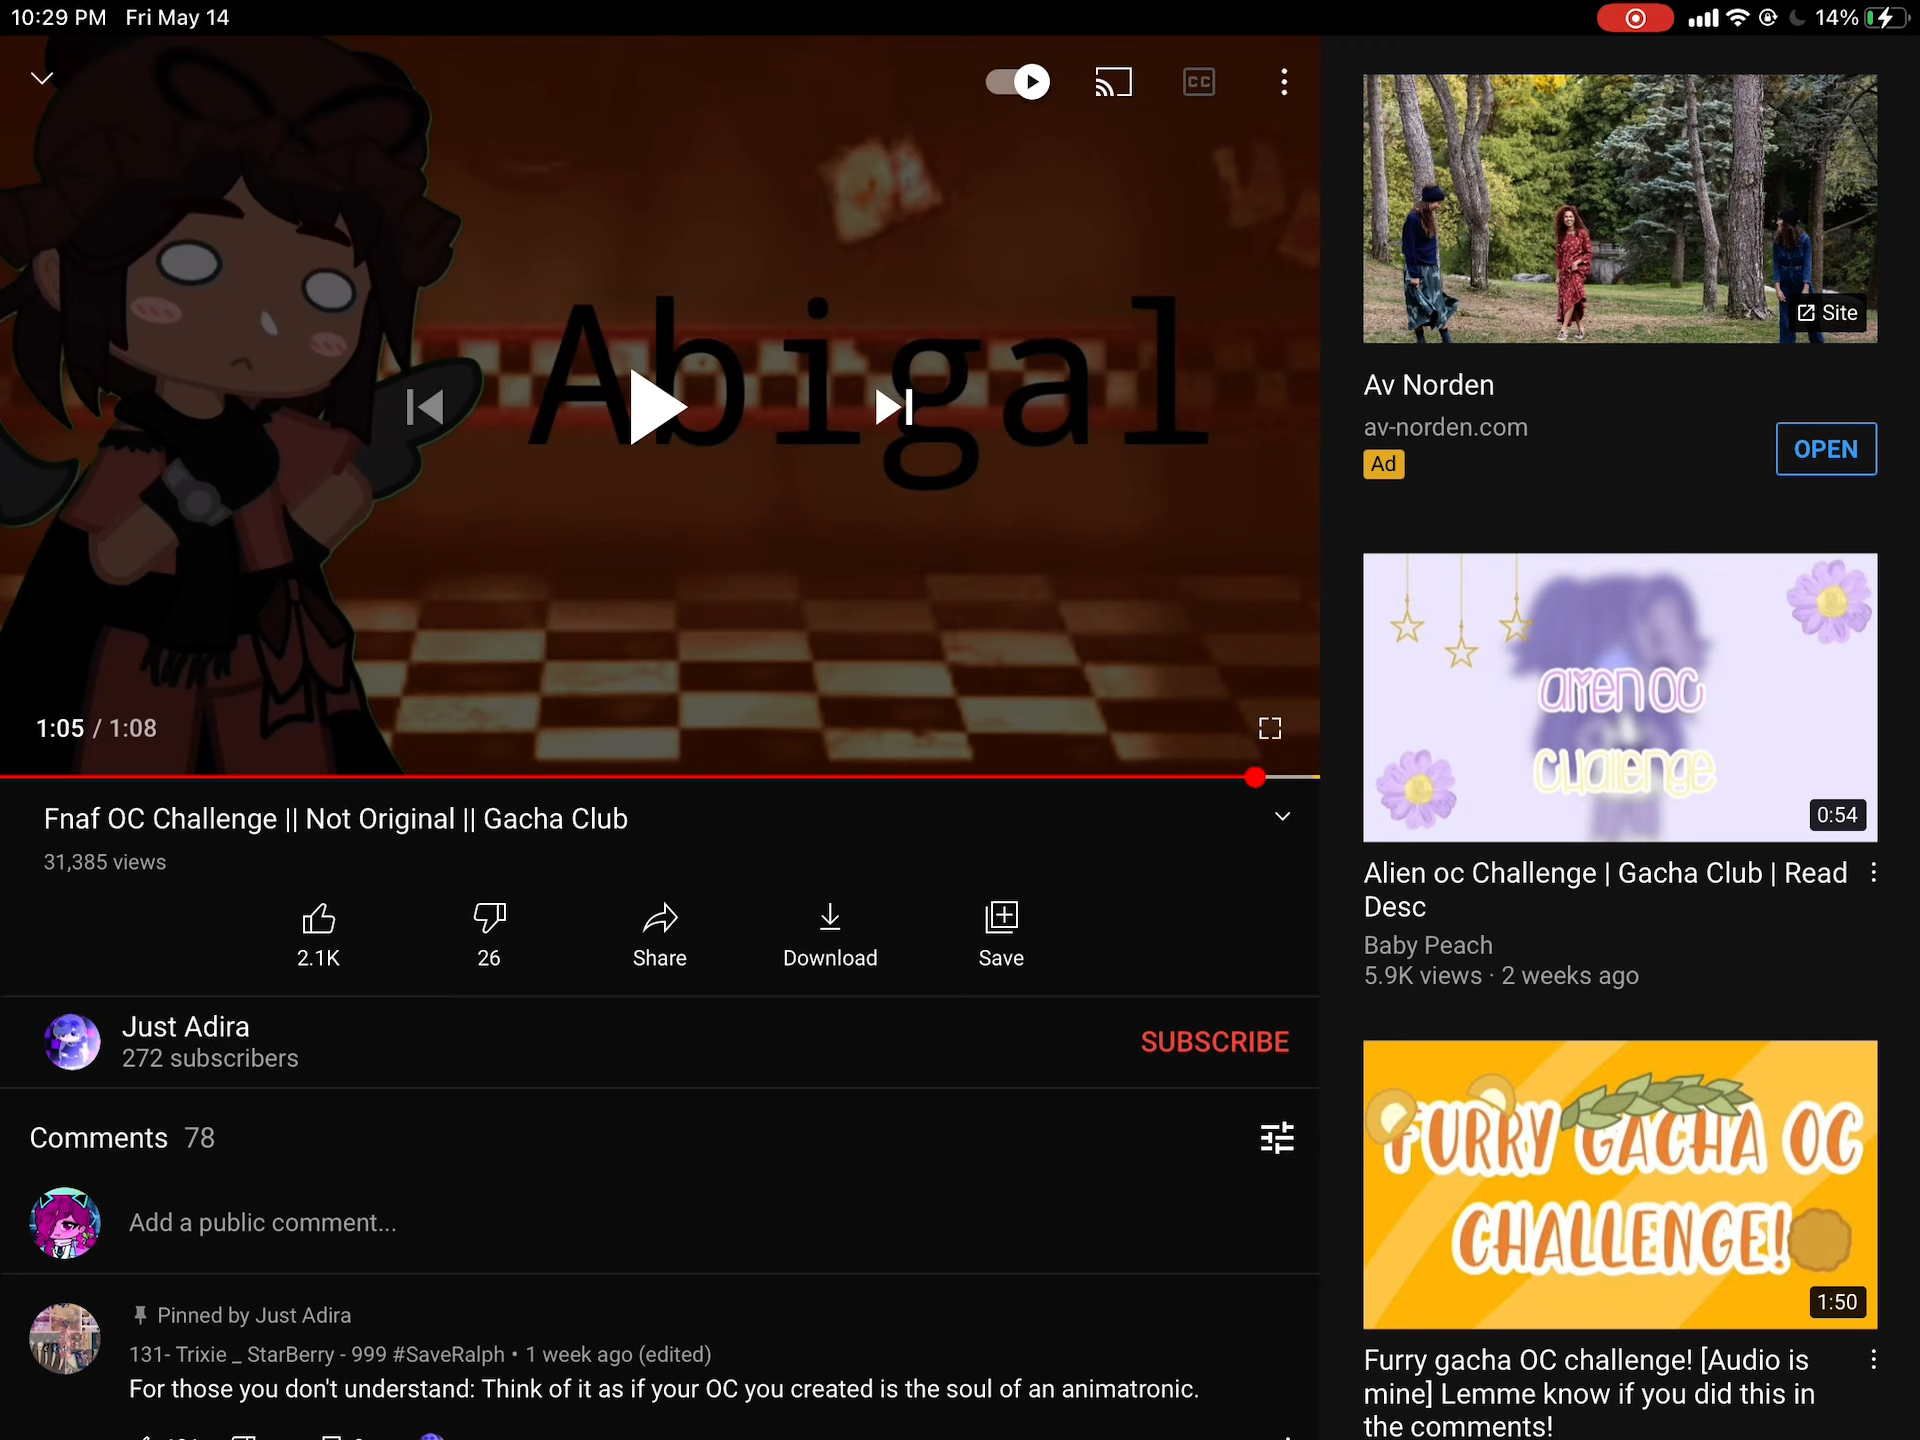 10:29 PM Fri May 14
14%
CC
Abigal
1:05 / 1:08
Fnaf OC Challenge || Not Original || Gacha Club
31,385 views
2.1K
26
Share
Download
Save
Just Adira
272 subscribers
SUBSCRIBE
Comments 78
Add a public comment...
Pinned by Just Adira
131- Trixie _ StarBerry - 999 #SaveRalph • 1 week ago (edited)
For those you don't understand: Think of it as if your OC you created is the soul of an animatronic.
Site
Av Norden
av-norden.com
Ad
OPEN
alien oc
challenge
0:54
Alien oc Challenge | Gacha Club | Read
Desc
Baby Peach
5.9K views · 2 weeks ago
FURRY GACHA OC
CHALLENGE!
1:50
Furry gacha OC challenge! [Audio is
mine] Lemme know if you did this in
the comments!